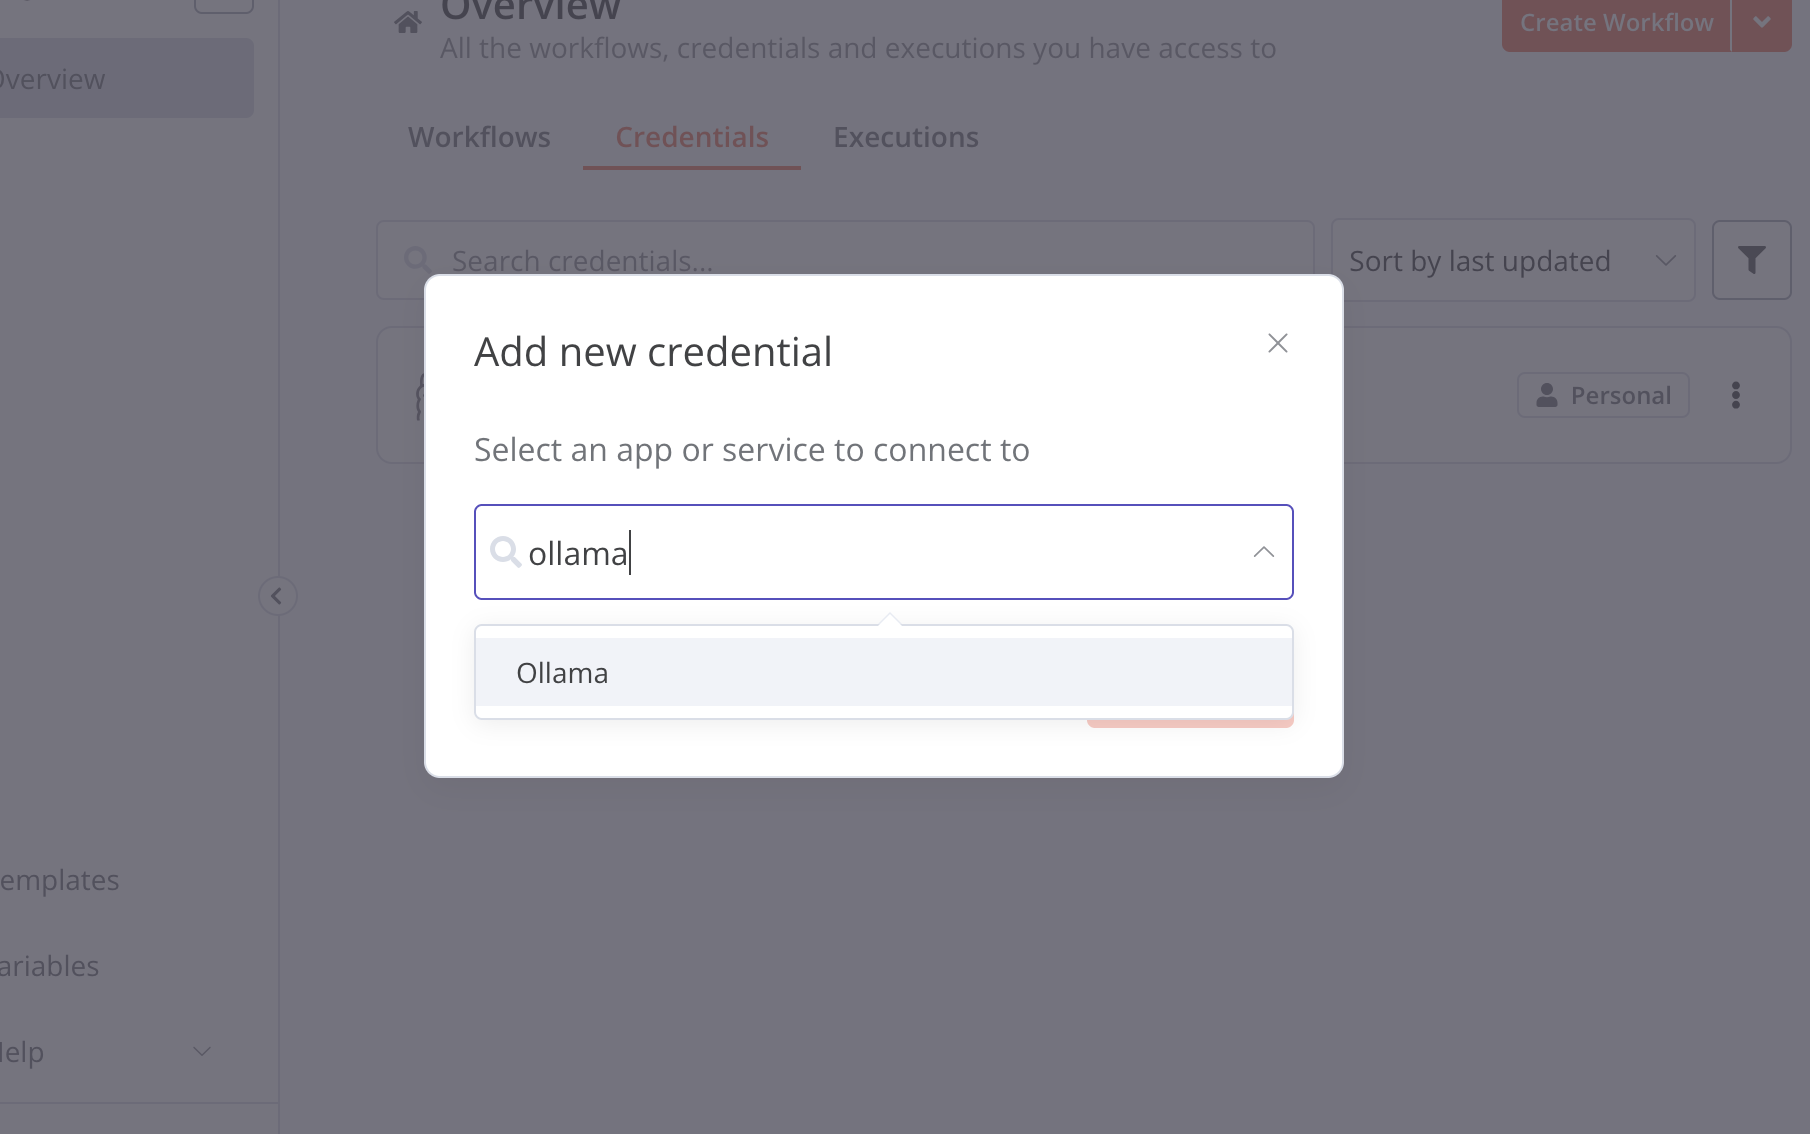 Overview
All the workflows, credentials and executions you have access to
Create Workflow
Overview
Workflows
Credentials
Executions
Search credentials...
Sort by last updated
Add new credential
Personal
Select an app or service to connect to
ollama
Ollama
emplates
ariables
Help